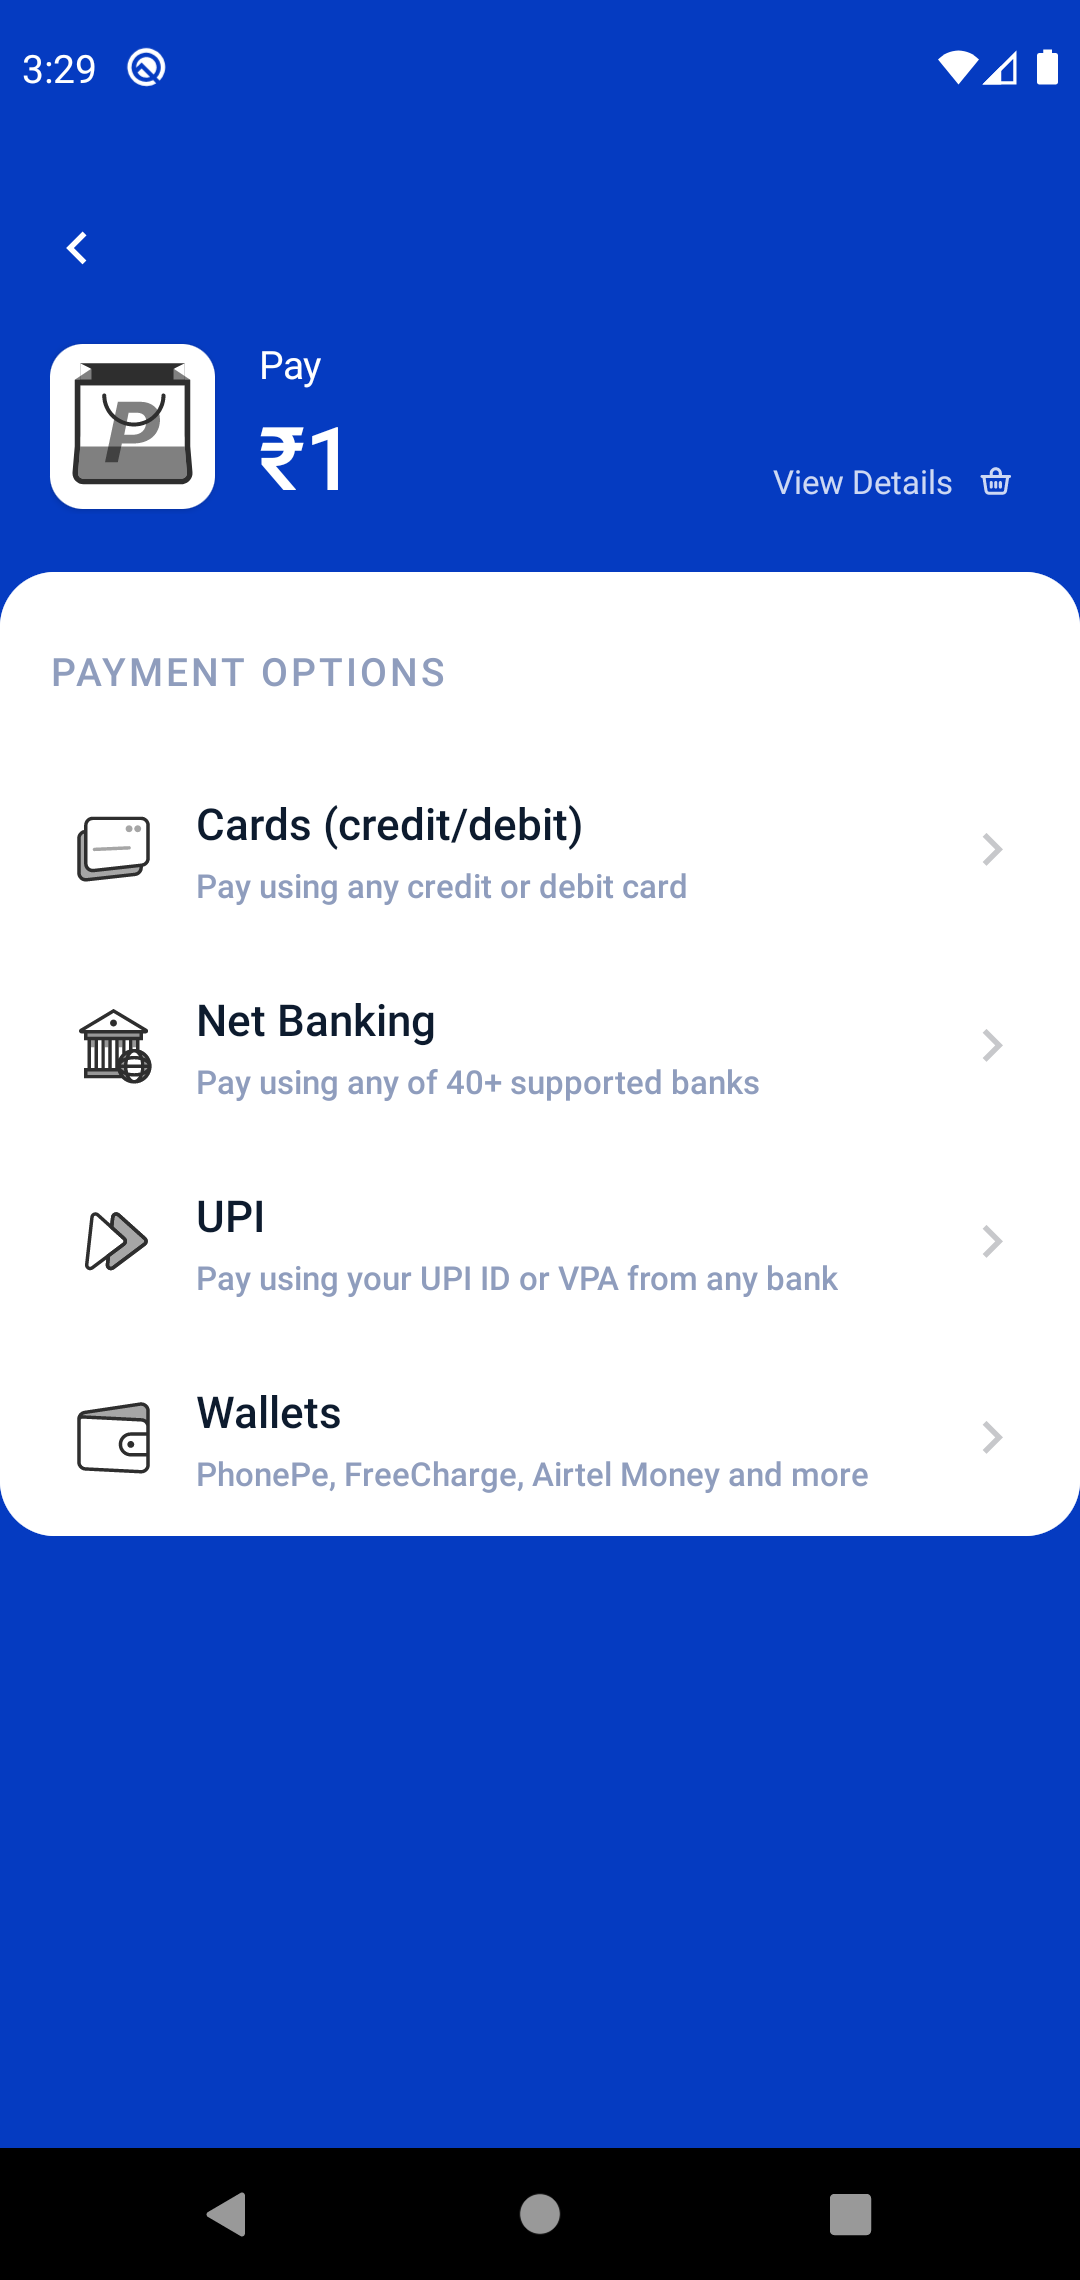 3:29
Pay
₹1
View Details
PAYMENT OPTIONS
Cards (credit/debit)
Pay using any credit or debit card
Net Banking
Pay using any of 40+ supported banks
UPI
Pay using your UPI ID or VPA from any bank
Wallets
PhonePe, FreeCharge, Airtel Money and more